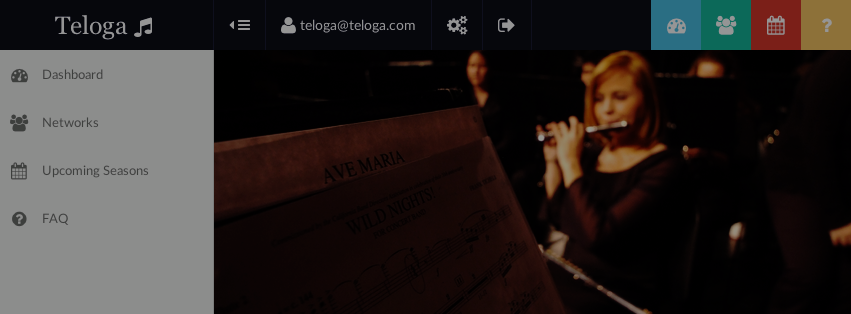 Teloga
teloga@teloga.com
?
Dashboard
Networks
Upcoming Seasons
FAQ
AVE MARIA
WILD NIGHTS!